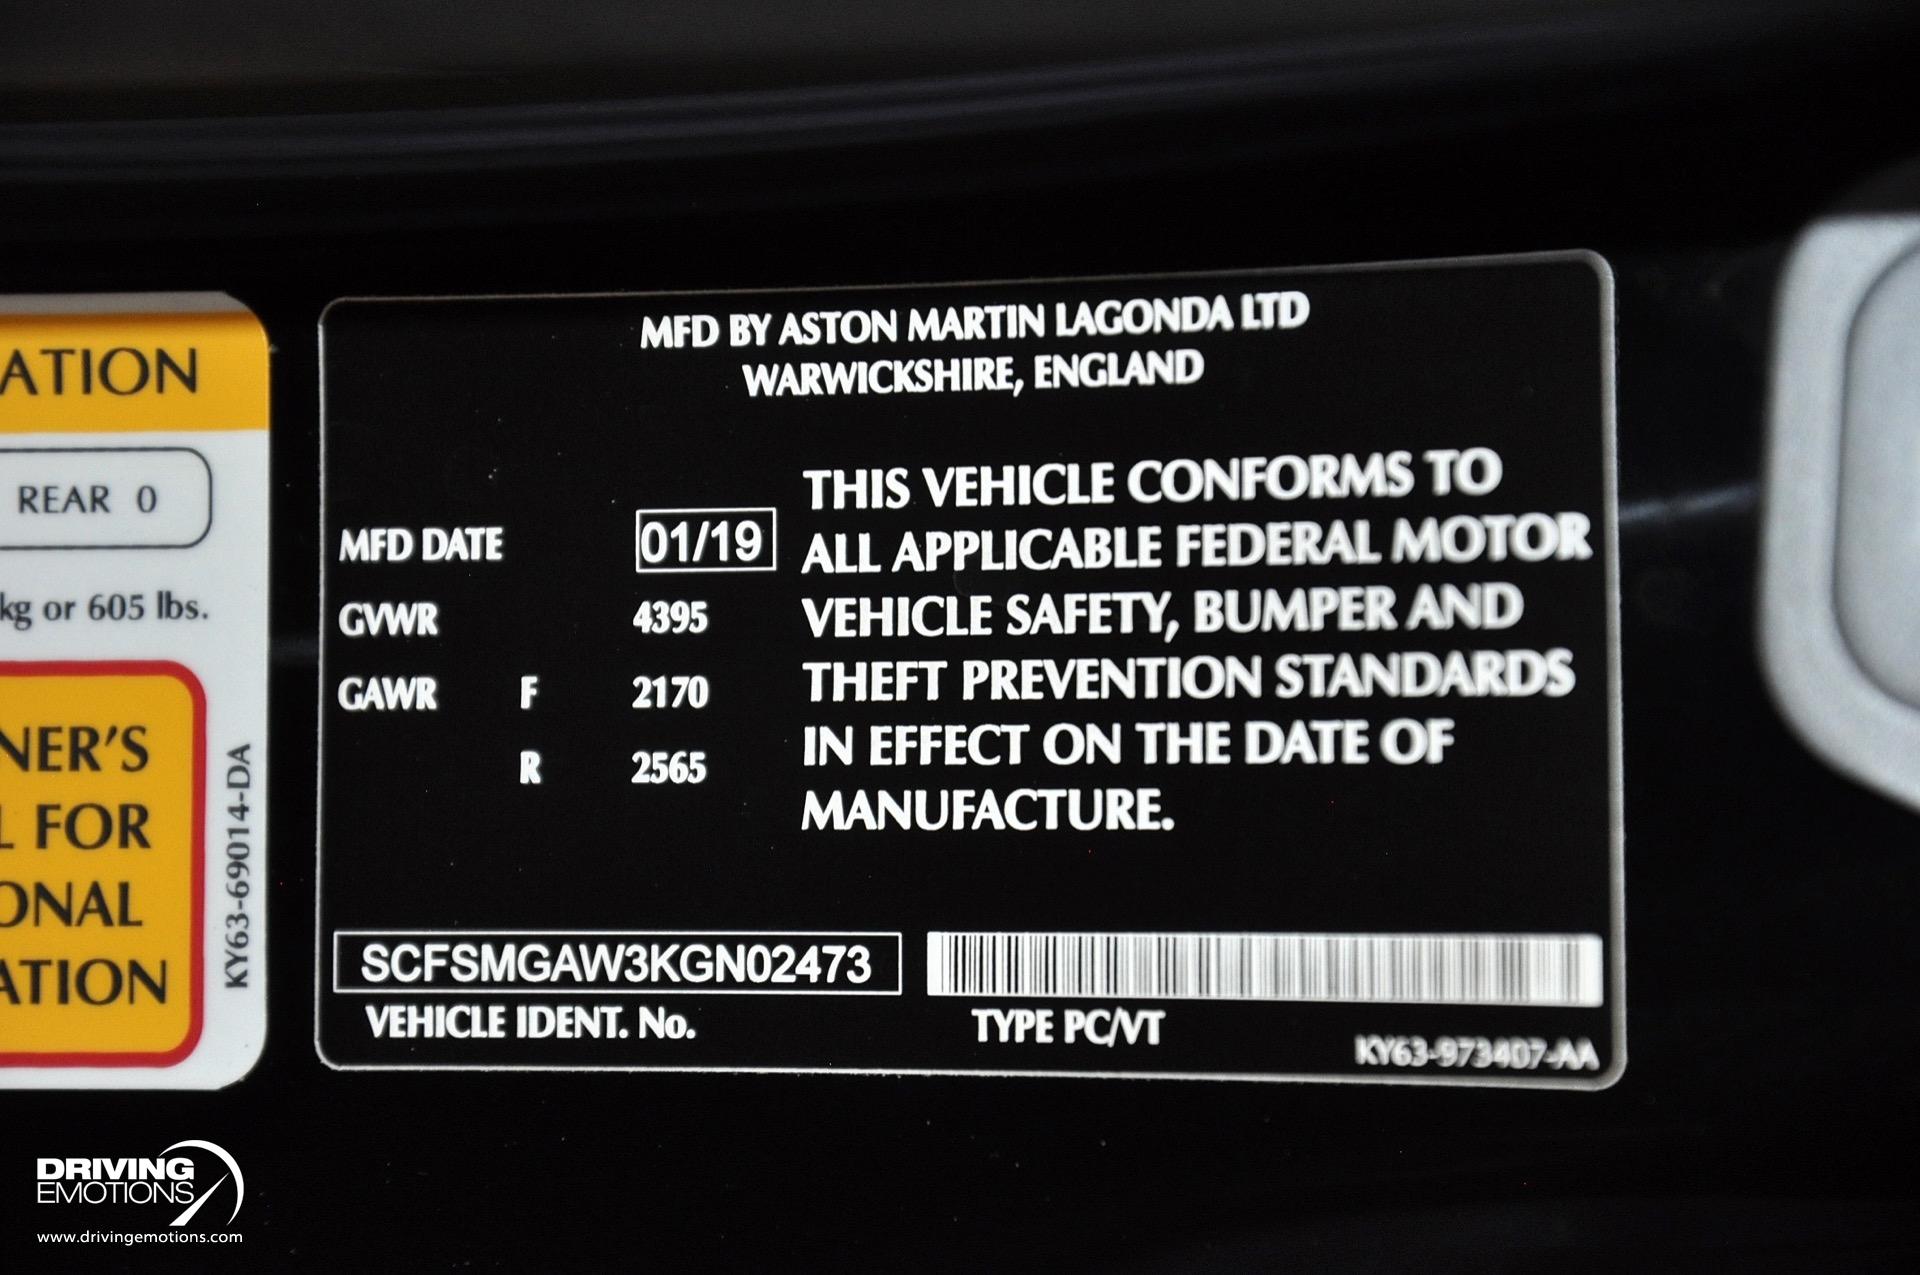 ATION
REAR 0
kg or 605 lbs.
NER'S
L FOR
ONAL
ATION
KY63-69014-DA
MFD BY ASTON MARTIN LAGONDA LTD
WARWICKSHIRE, ENGLAND
MFD DATE 01/19
GVWR 4395
GAWR F 2170
R 2565
THIS VEHICLE CONFORMS TO
ALL APPLICABLE FEDERAL MOTOR
VEHICLE SAFETY, BUMPER AND
THEFT PREVENTION STANDARDS
IN EFFECT ON THE DATE OF
MANUFACTURE.
SCFSMGAW3KGN02473
VEHICLE IDENT. No.
TYPE PC/VT
KY63-973407-AA
DRIVING
EMOTIONS
www.drivingemotions.com